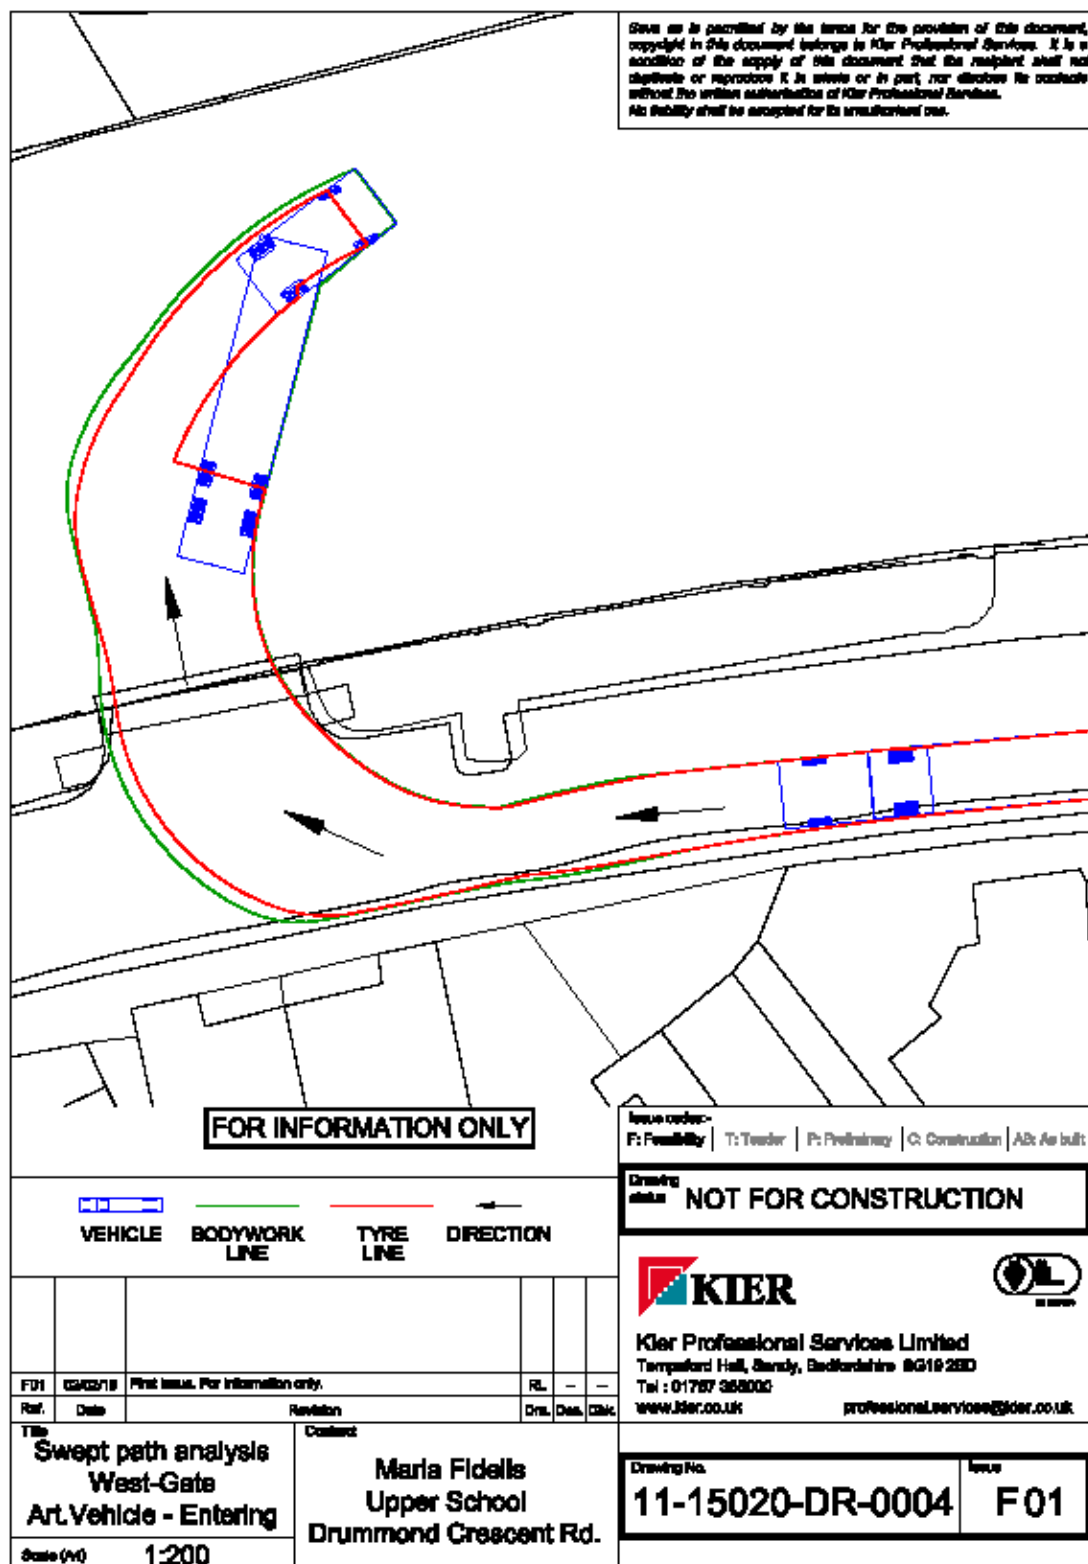 Save as is permitted by the terms for the provision of this document,
copyright in this document belongs to Kier Professional Services. It is a
condition of the supply of this document that the recipient shall not
duplicate or reproduce it in whole or in part, nor disclose its contents
without the written authorisation of Kier Professional Services.
No liability shall be accepted for its unauthorised use.
FOR INFORMATION ONLY
Issue codes:-
F: Feasibility T: Tender P: Preliminary C: Construction AB: As built
Drawing status NOT FOR CONSTRUCTION
VEHICLE BODYWORK LINE TYRE LINE DIRECTION
KIER
Kier Professional Services Limited
Tempsford Hall, Sandy, Bedfordshire SG19 2BD
Tel : 01767
www.kier.co.uk professional.services@kier.co.uk
F01 First Issue. For information only. RL - -
Ref. Date Revision Drn. Des. Chk.
Title
Swept path analysis
West-Gate
Art.Vehicle - Entering
Scale (A4) 1:200
Contract
Maria Fidelis
Upper School
Drummond Crescent Rd.
Drawing No.
11-15020-DR-0004
Issue
F01